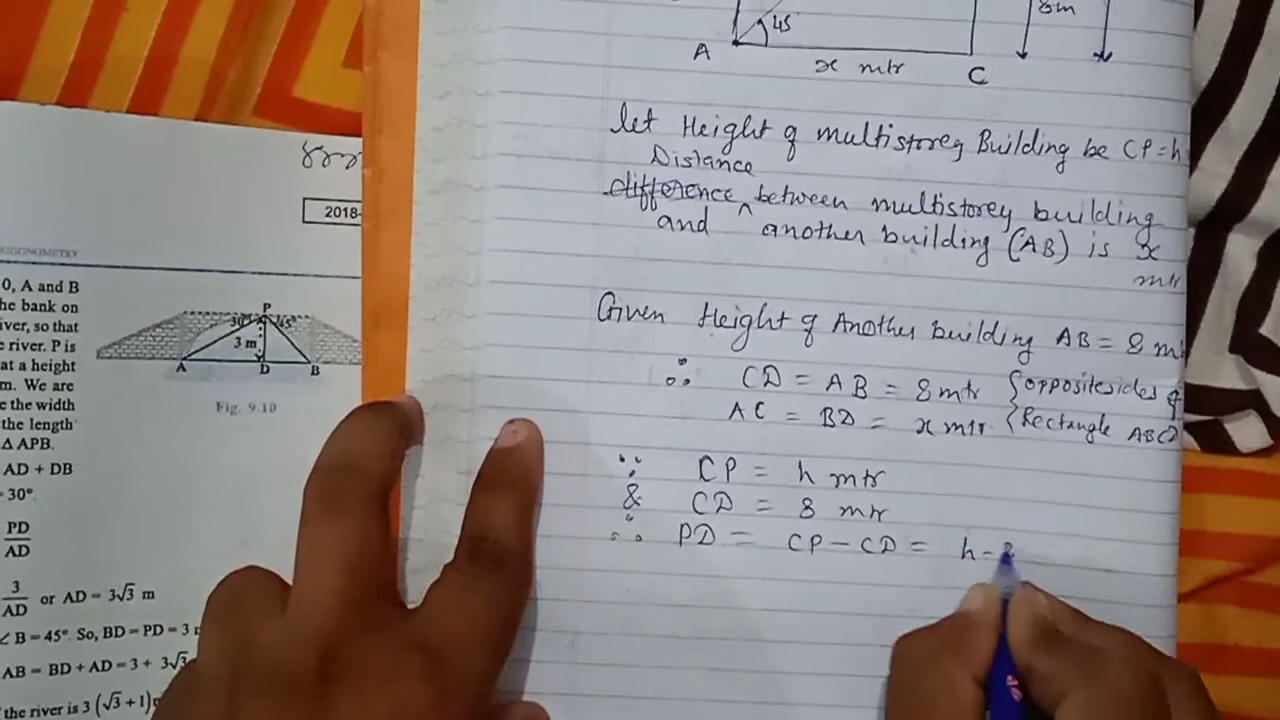 45
8m
A
x mtr
C
let Height of multistorey Building be CP = h
Distance
difference ^ between multistorey building
and another building (AB) is x
mtr
Given Height of Another building AB = 8 m
∴ CD = AB = 8 mtr {opposite sides of
AC = BD = x mtr {Rectangle ABCD
∵ CP = h mtr
& CD = 8 mtr
∴ PD = CP - CD = h - 8
2018-
TRIGONOMETRY
0, A and B
he bank on
iver, so that
e river. P is
at a height
m. We are
e the width
the length
Δ APB.
AD + DB
30°.
PD
AD
3
AD or AD = 3√3 m
∠ B = 45°. So, BD = PD = 3
AB = BD + AD = 3 + 3√3
the river is 3 (√3 + 1)
P
30° 45°
3 m
A D B
Fig. 9.10